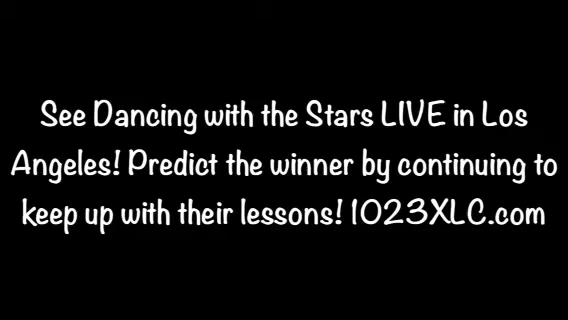 See Dancing with the Stars LIVE in Los
Angeles! Predict the winner by continuing to
keep up with their lessons! 1023XLC.com